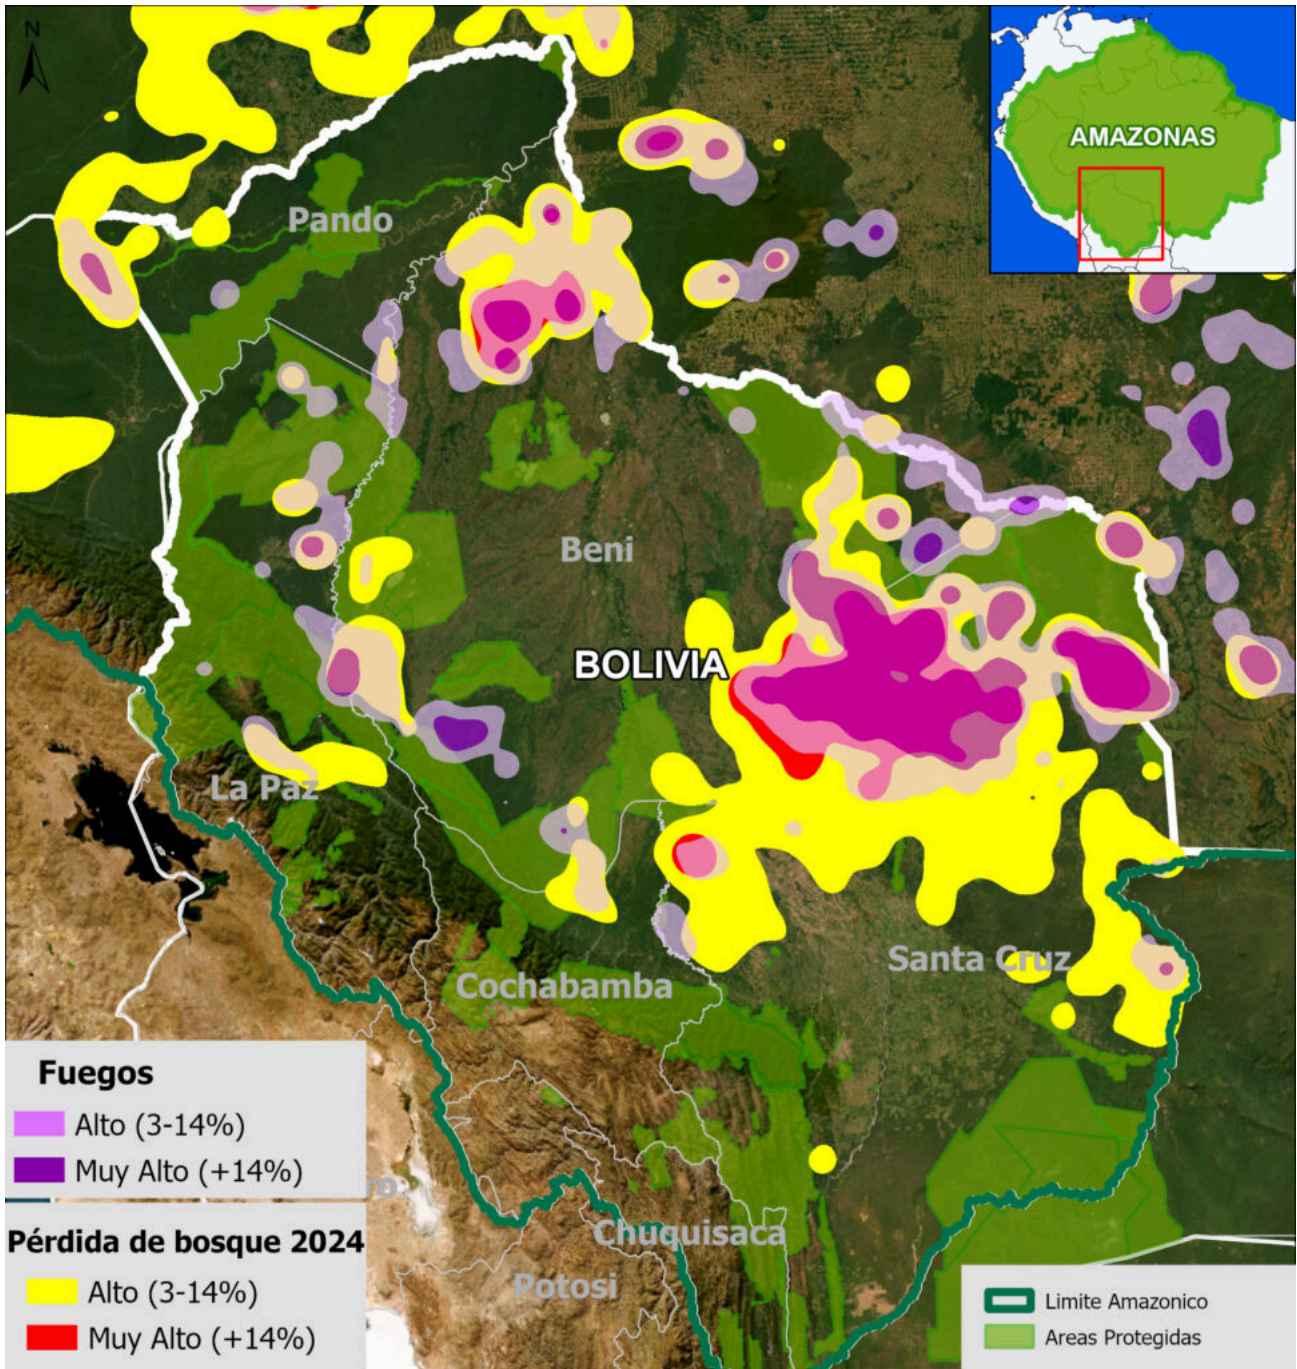 N
AMAZONAS
Pando
Beni
BOLIVIA
La Paz
Santa Cruz
Cochabamba
Chuquisaca
Potosi
Fuegos
Alto (3-14%)
Muy Alto (+14%)
Pérdida de bosque 2024
Alto (3-14%)
Muy Alto (+14%)
Limite Amazonico
Areas Protegidas